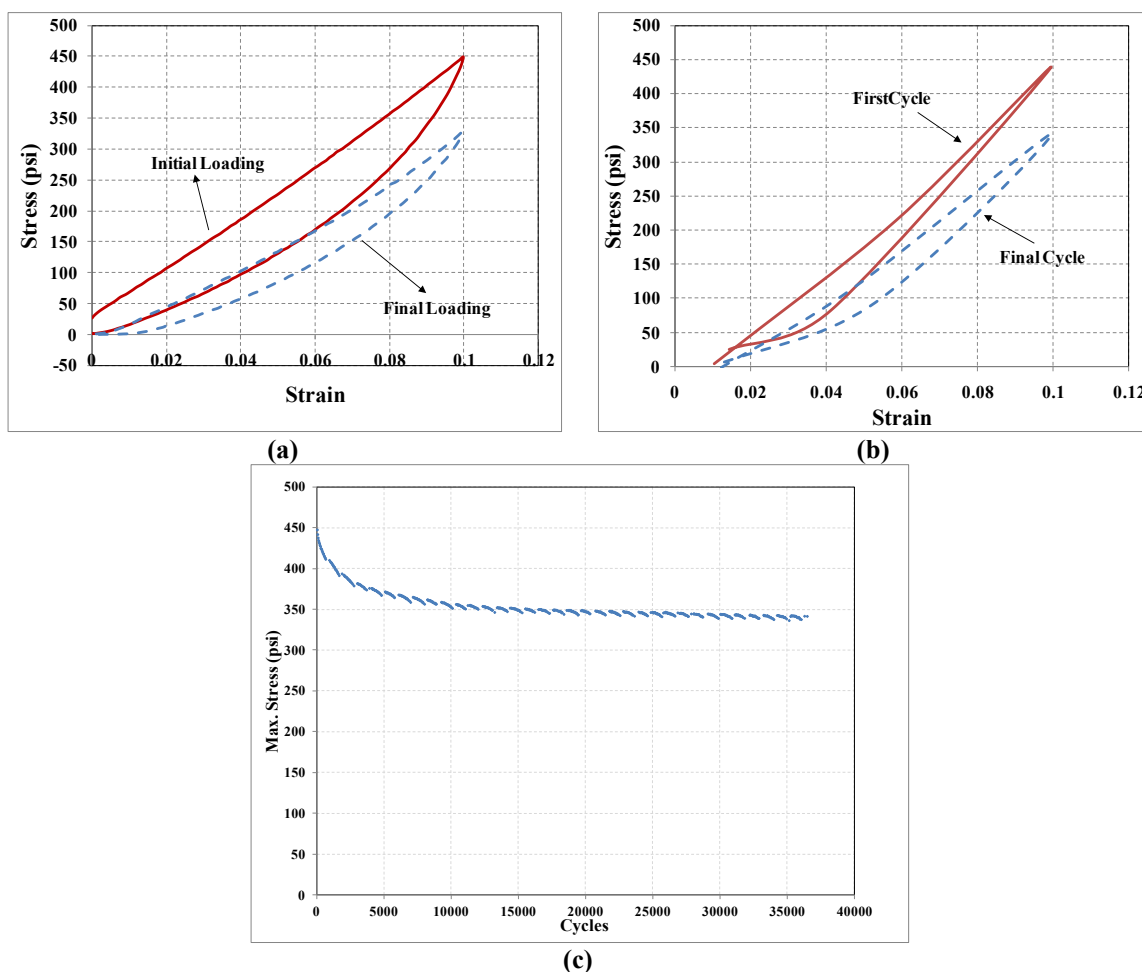 500
450
400
350
300
250
200
150
100
50
0
-50
Stress (psi)
Initial Loading
Final Loading
0 0.02 0.04 0.06 0.08 0.1 0.12
Strain
(a)
500
450
400
350
300
250
200
150
100
50
0
Stress (psi)
FirstCycle
Final Cycle
0 0.02 0.04 0.06 0.08 0.1 0.12
Strain
(b)
500
450
400
350
300
250
200
150
100
50
0
Max. Stress (psi)
0 5000 10000 15000 20000 25000 30000 35000 40000
Cycles
(c)